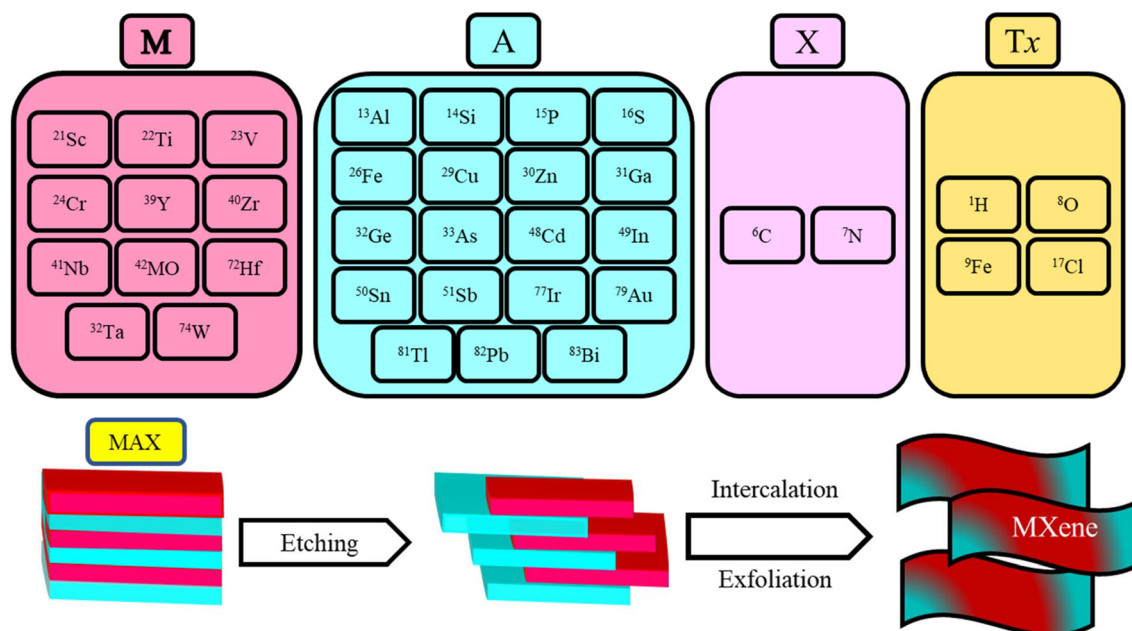 M
A
X
Tx
²¹Sc ²²Ti ²³V
²⁴Cr ³⁹Y ⁴⁰Zr
⁴¹Nb ⁴²MO ⁷²Hf
³²Ta ⁷⁴W
¹³Al ¹⁴Si ¹⁵P ¹⁶S
²⁶Fe ²⁹Cu ³⁰Zn ³¹Ga
³²Ge ³³As ⁴⁸Cd ⁴⁹In
⁵⁰Sn ⁵¹Sb ⁷⁷Ir ⁷⁹Au
⁸¹Tl ⁸²Pb ⁸³Bi
⁶C ⁷N
¹H ⁸O
⁹Fe ¹⁷Cl
MAX
Etching
Intercalation
Exfoliation
MXene